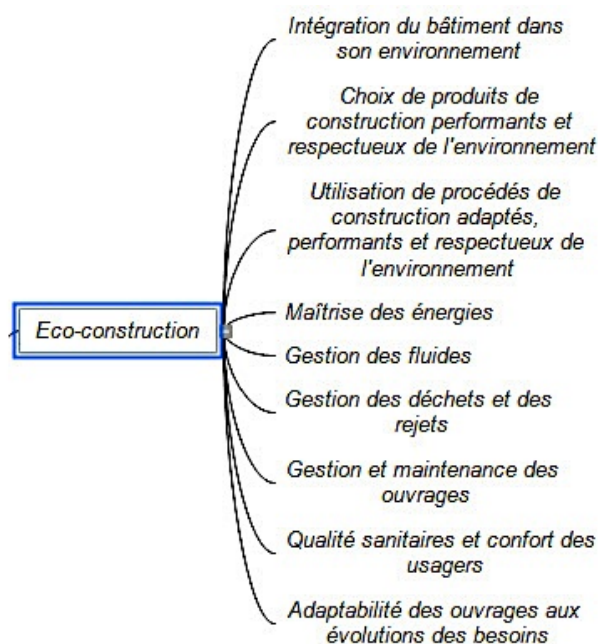 Intégration du bâtiment dans
son environnement
Choix de produits de
construction performants et
respectueux de l'environnement
Utilisation de procédés de
construction adaptés,
performants et respectueux de
l'environnement
Eco-construction
Maîtrise des énergies
Gestion des fluides
Gestion des déchets et des
rejets
Gestion et maintenance des
ouvrages
Qualité sanitaires et confort des
usagers
Adaptabilité des ouvrages aux
évolutions des besoins